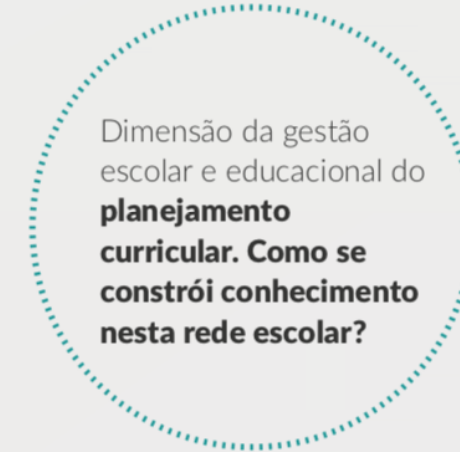 Dimensão da gestão
escolar e educacional do
planejamento
curricular. Como se
constrói conhecimento
nesta rede escolar?